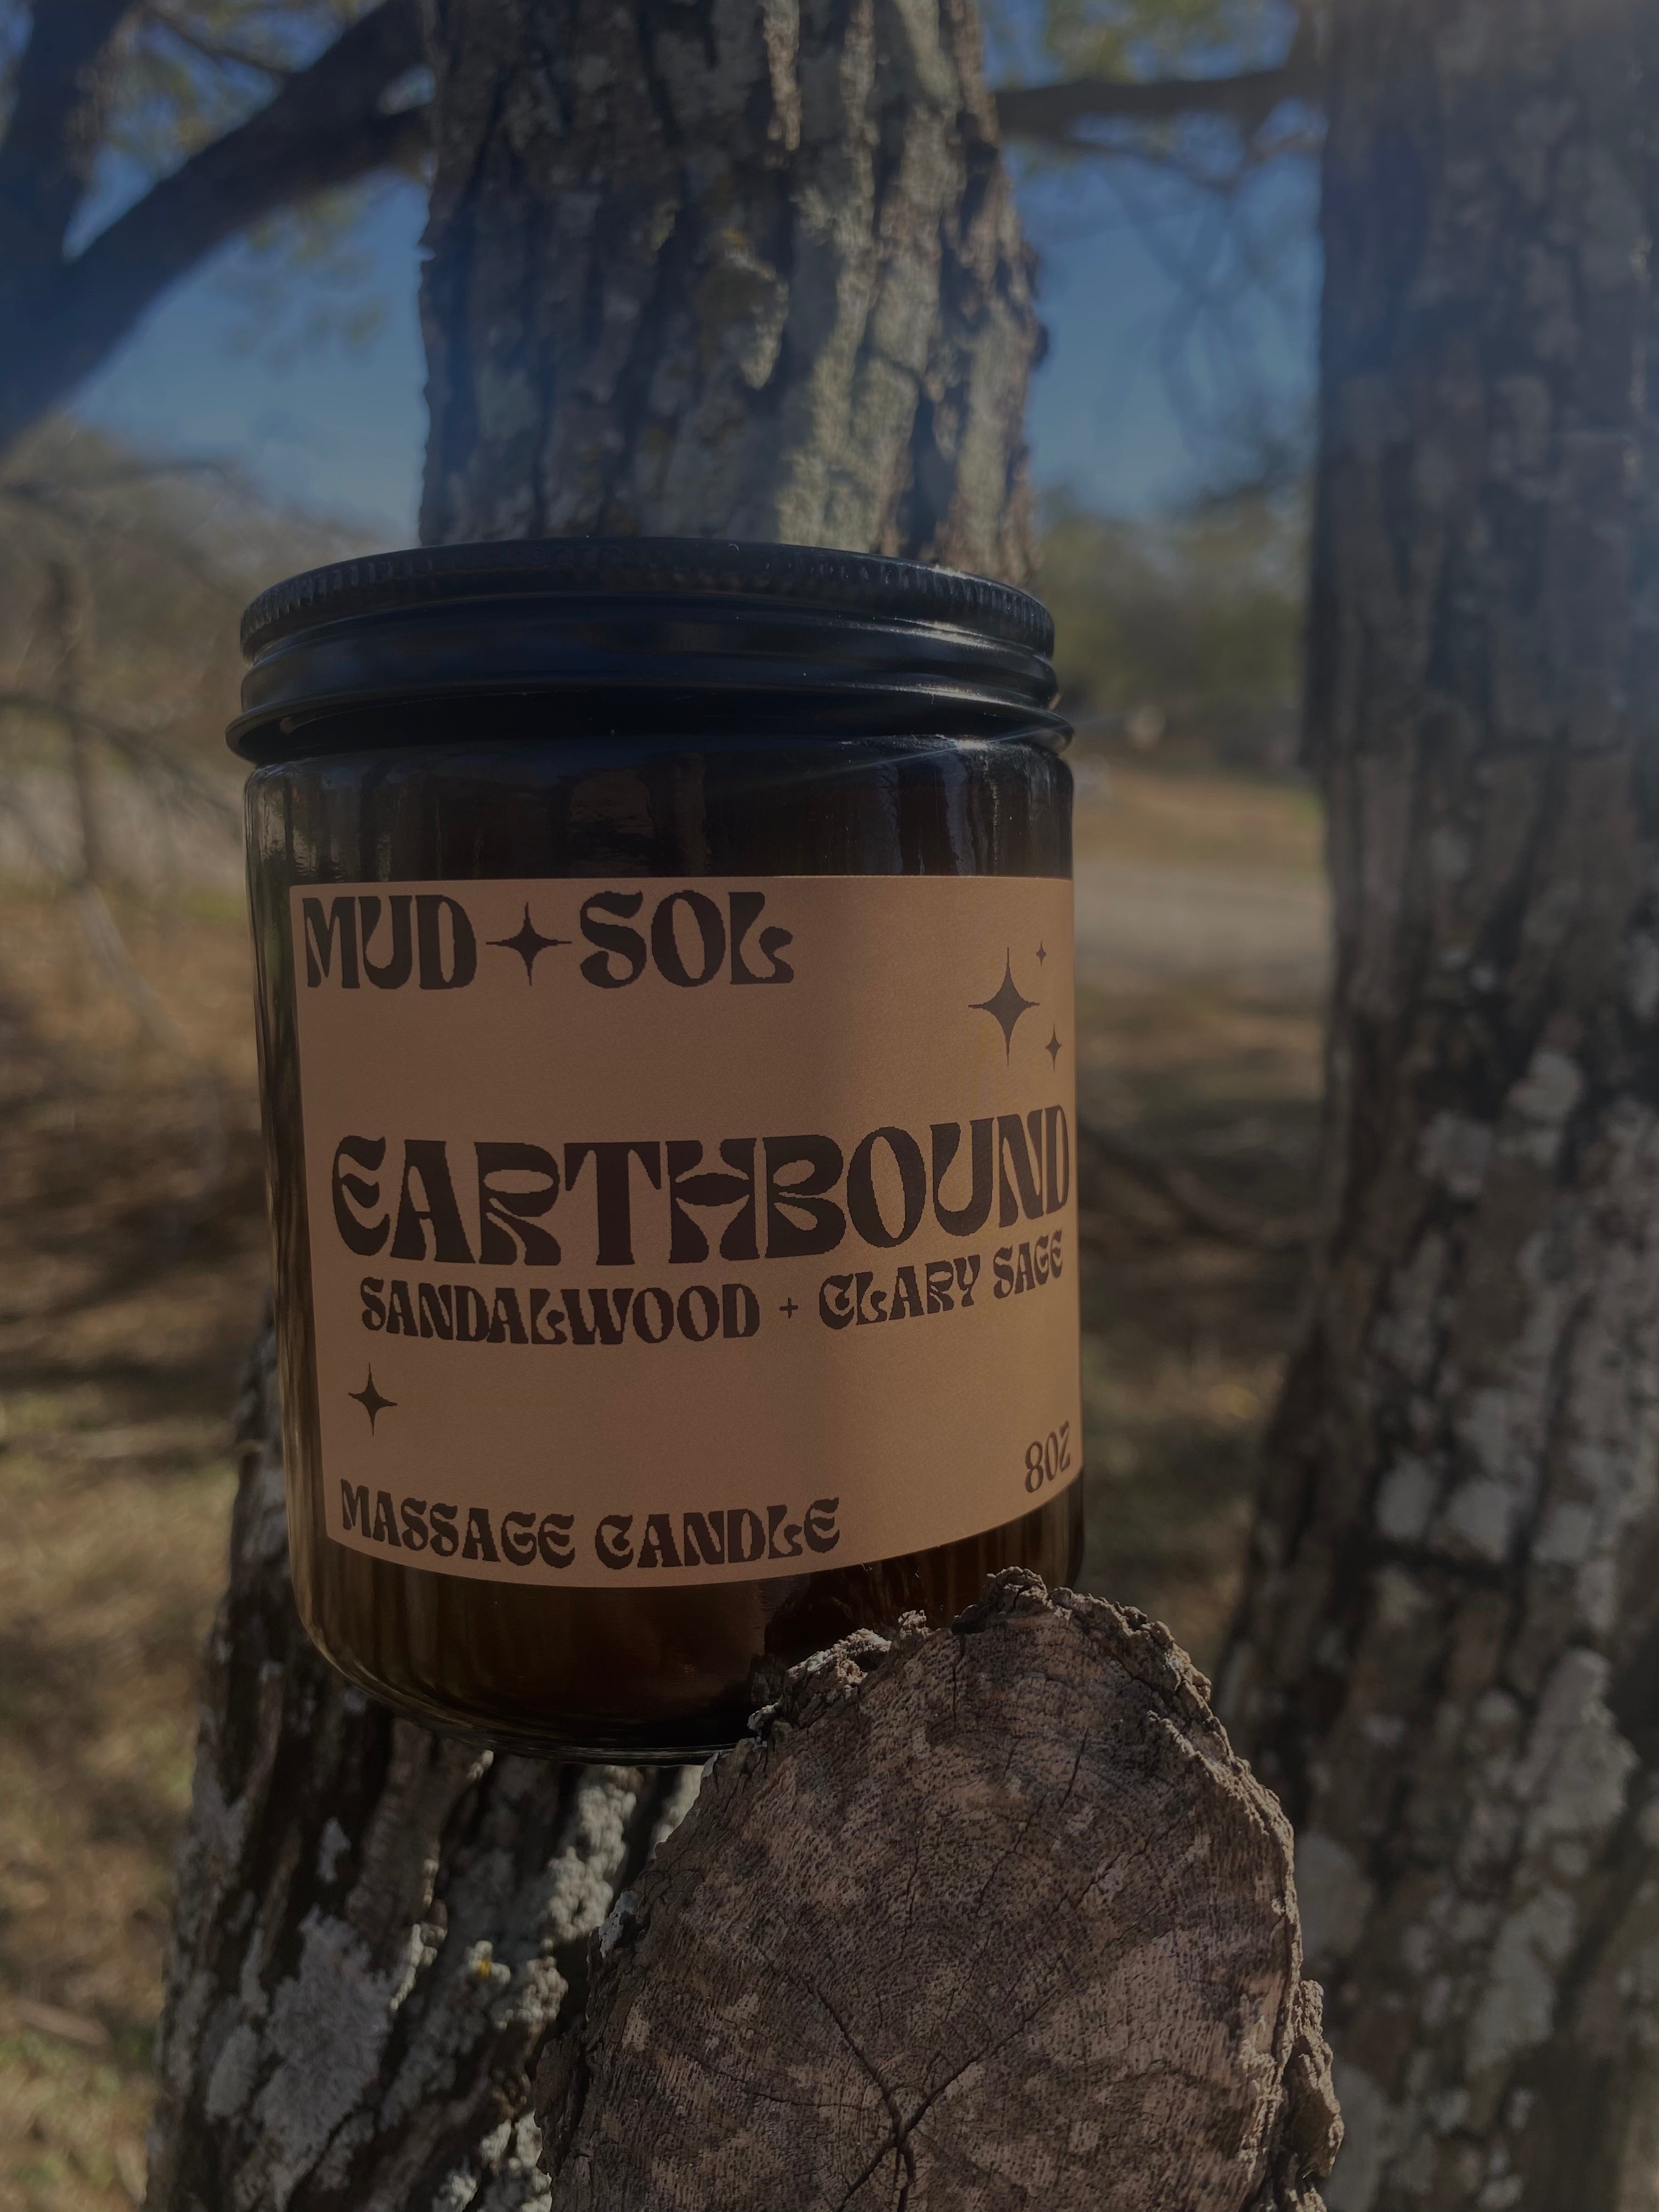 MUD SOL
EARTHBOUND
SANDALWOOD + CLARY SAGE
MASSAGE CANDLE
8OZ